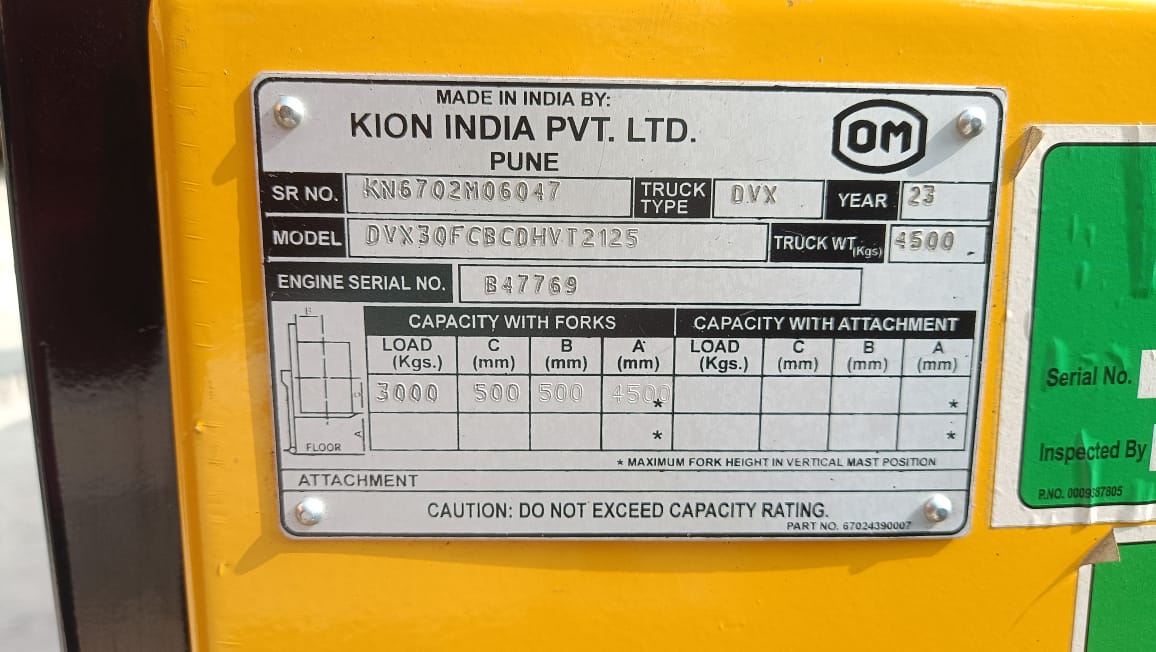 MADE IN INDIA BY:
KION INDIA PVT. LTD.
PUNE
OM
SR NO. KN6702M06047 TRUCK TYPE DVX YEAR 23
MODEL DVX30FCBCDHVT2125 TRUCK WT.(Kgs) 4500
ENGINE SERIAL NO. B47769
CAPACITY WITH FORKS CAPACITY WITH ATTACHMENT
LOAD (Kgs.) C (mm) B (mm) A (mm) LOAD (Kgs.) C (mm) B (mm) A (mm)
3000 500 500 4500* *
* *
B
C
A
FLOOR
* MAXIMUM FORK HEIGHT IN VERTICAL MAST POSITION
ATTACHMENT
CAUTION: DO NOT EXCEED CAPACITY RATING.
PART NO. 67024390007
Serial No.
Inspected By
P.NO. 0009387805